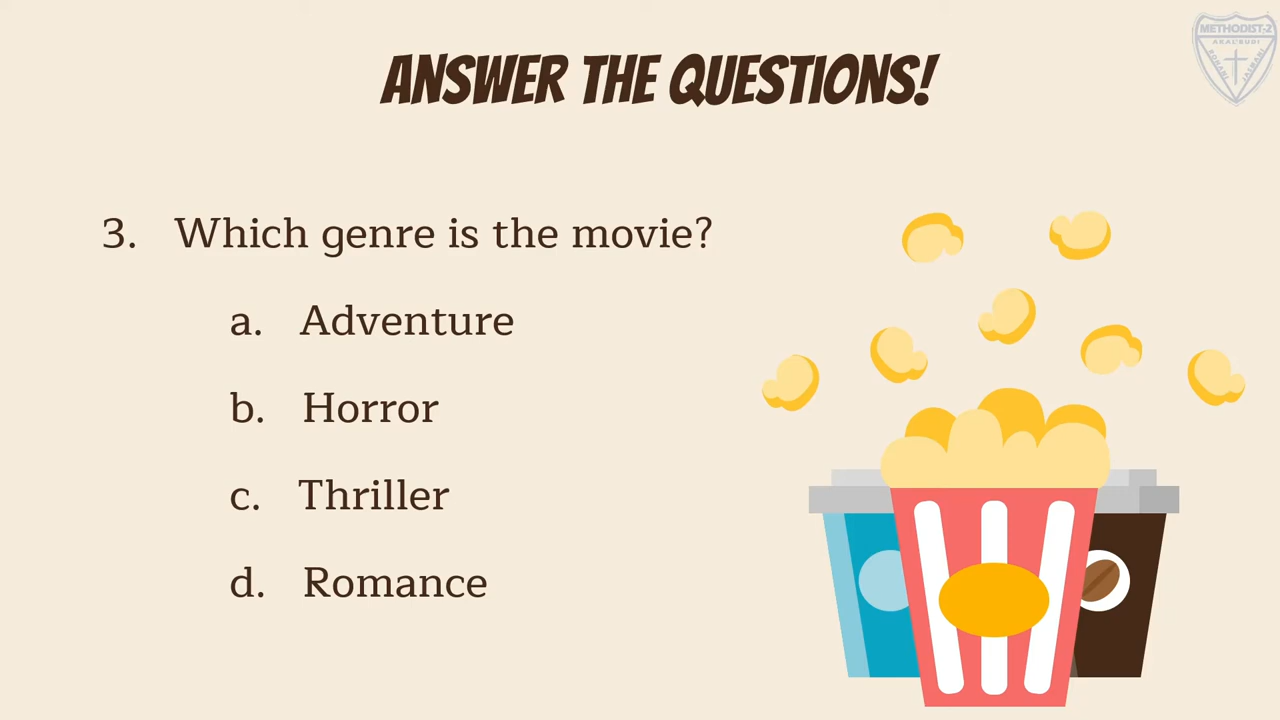 METHODIST-2
ANSWER THE QUESTIONS!
3. Which genre is the movie?
a. Adventure
b. Horror
c. Thriller
d. Romance